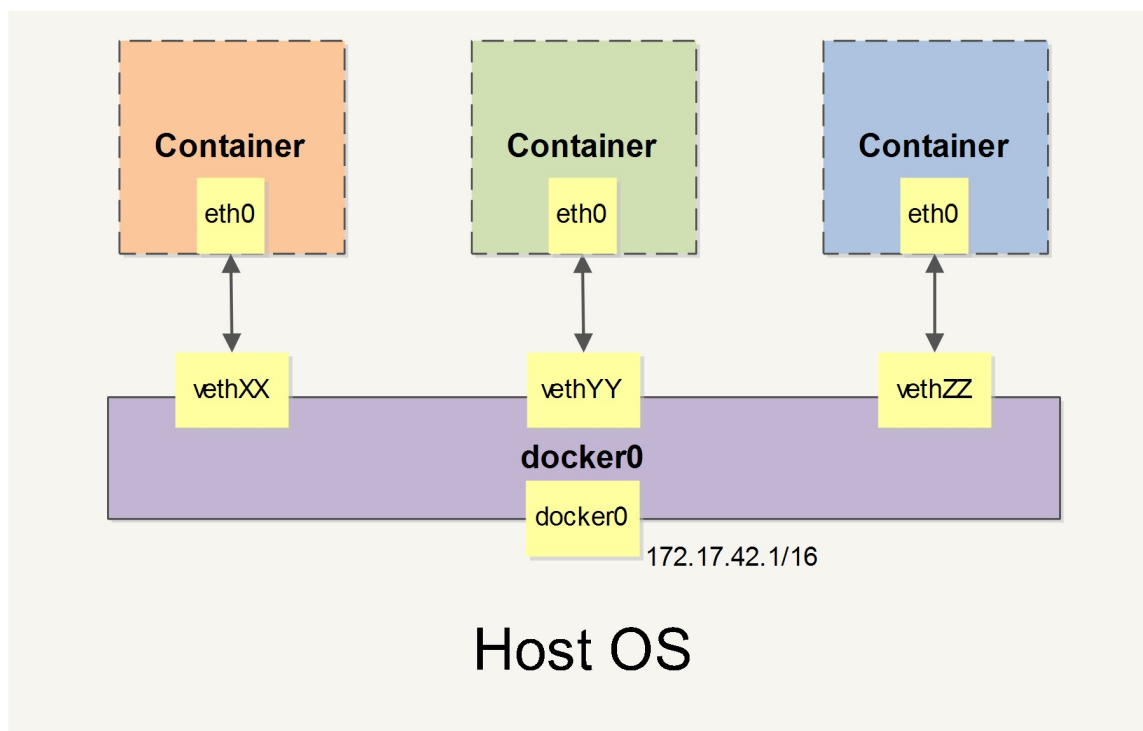 Container
Container
Container
eth0
eth0
eth0
vethXX
vethYY
vethZZ
docker0
docker0
172.17.42.1/16
Host OS